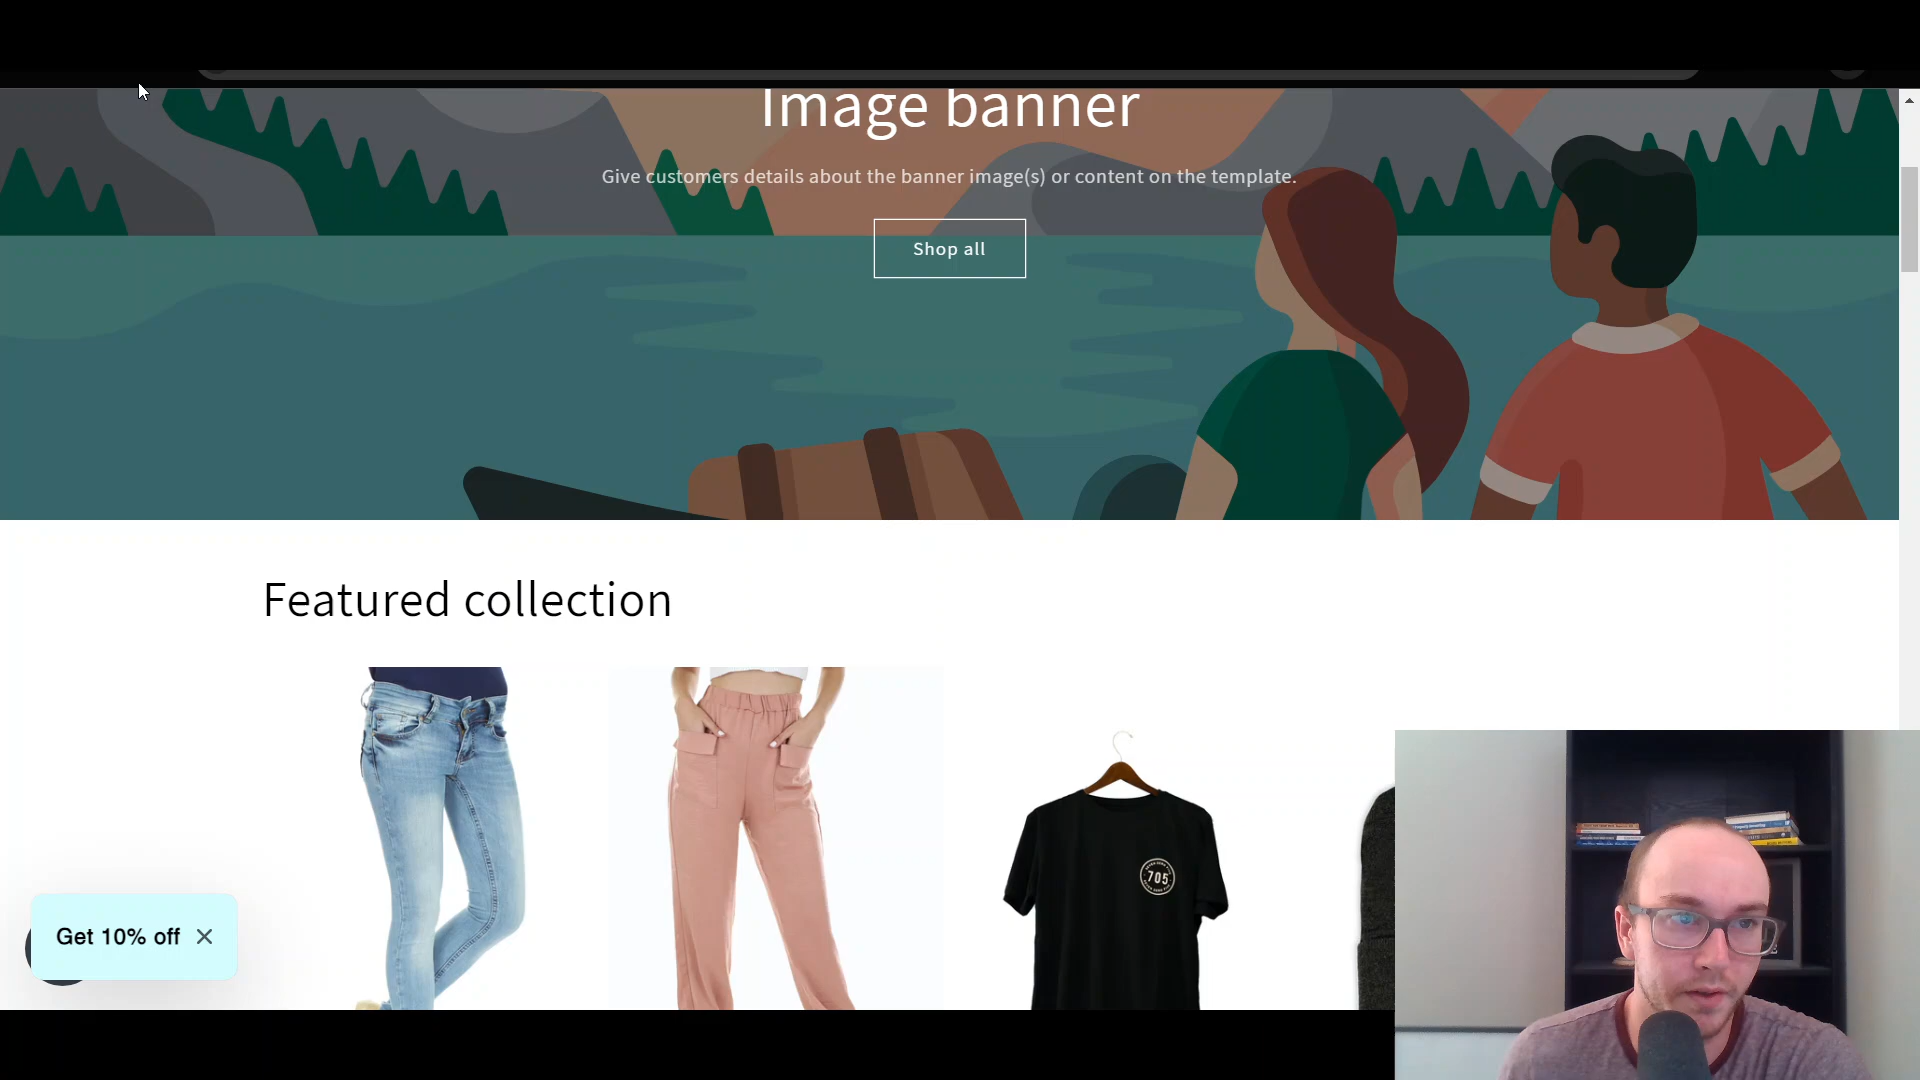 Image banner
Give customers details about the banner image(s) or content on the template.
Shop all
Featured collection
705
Get 10% off